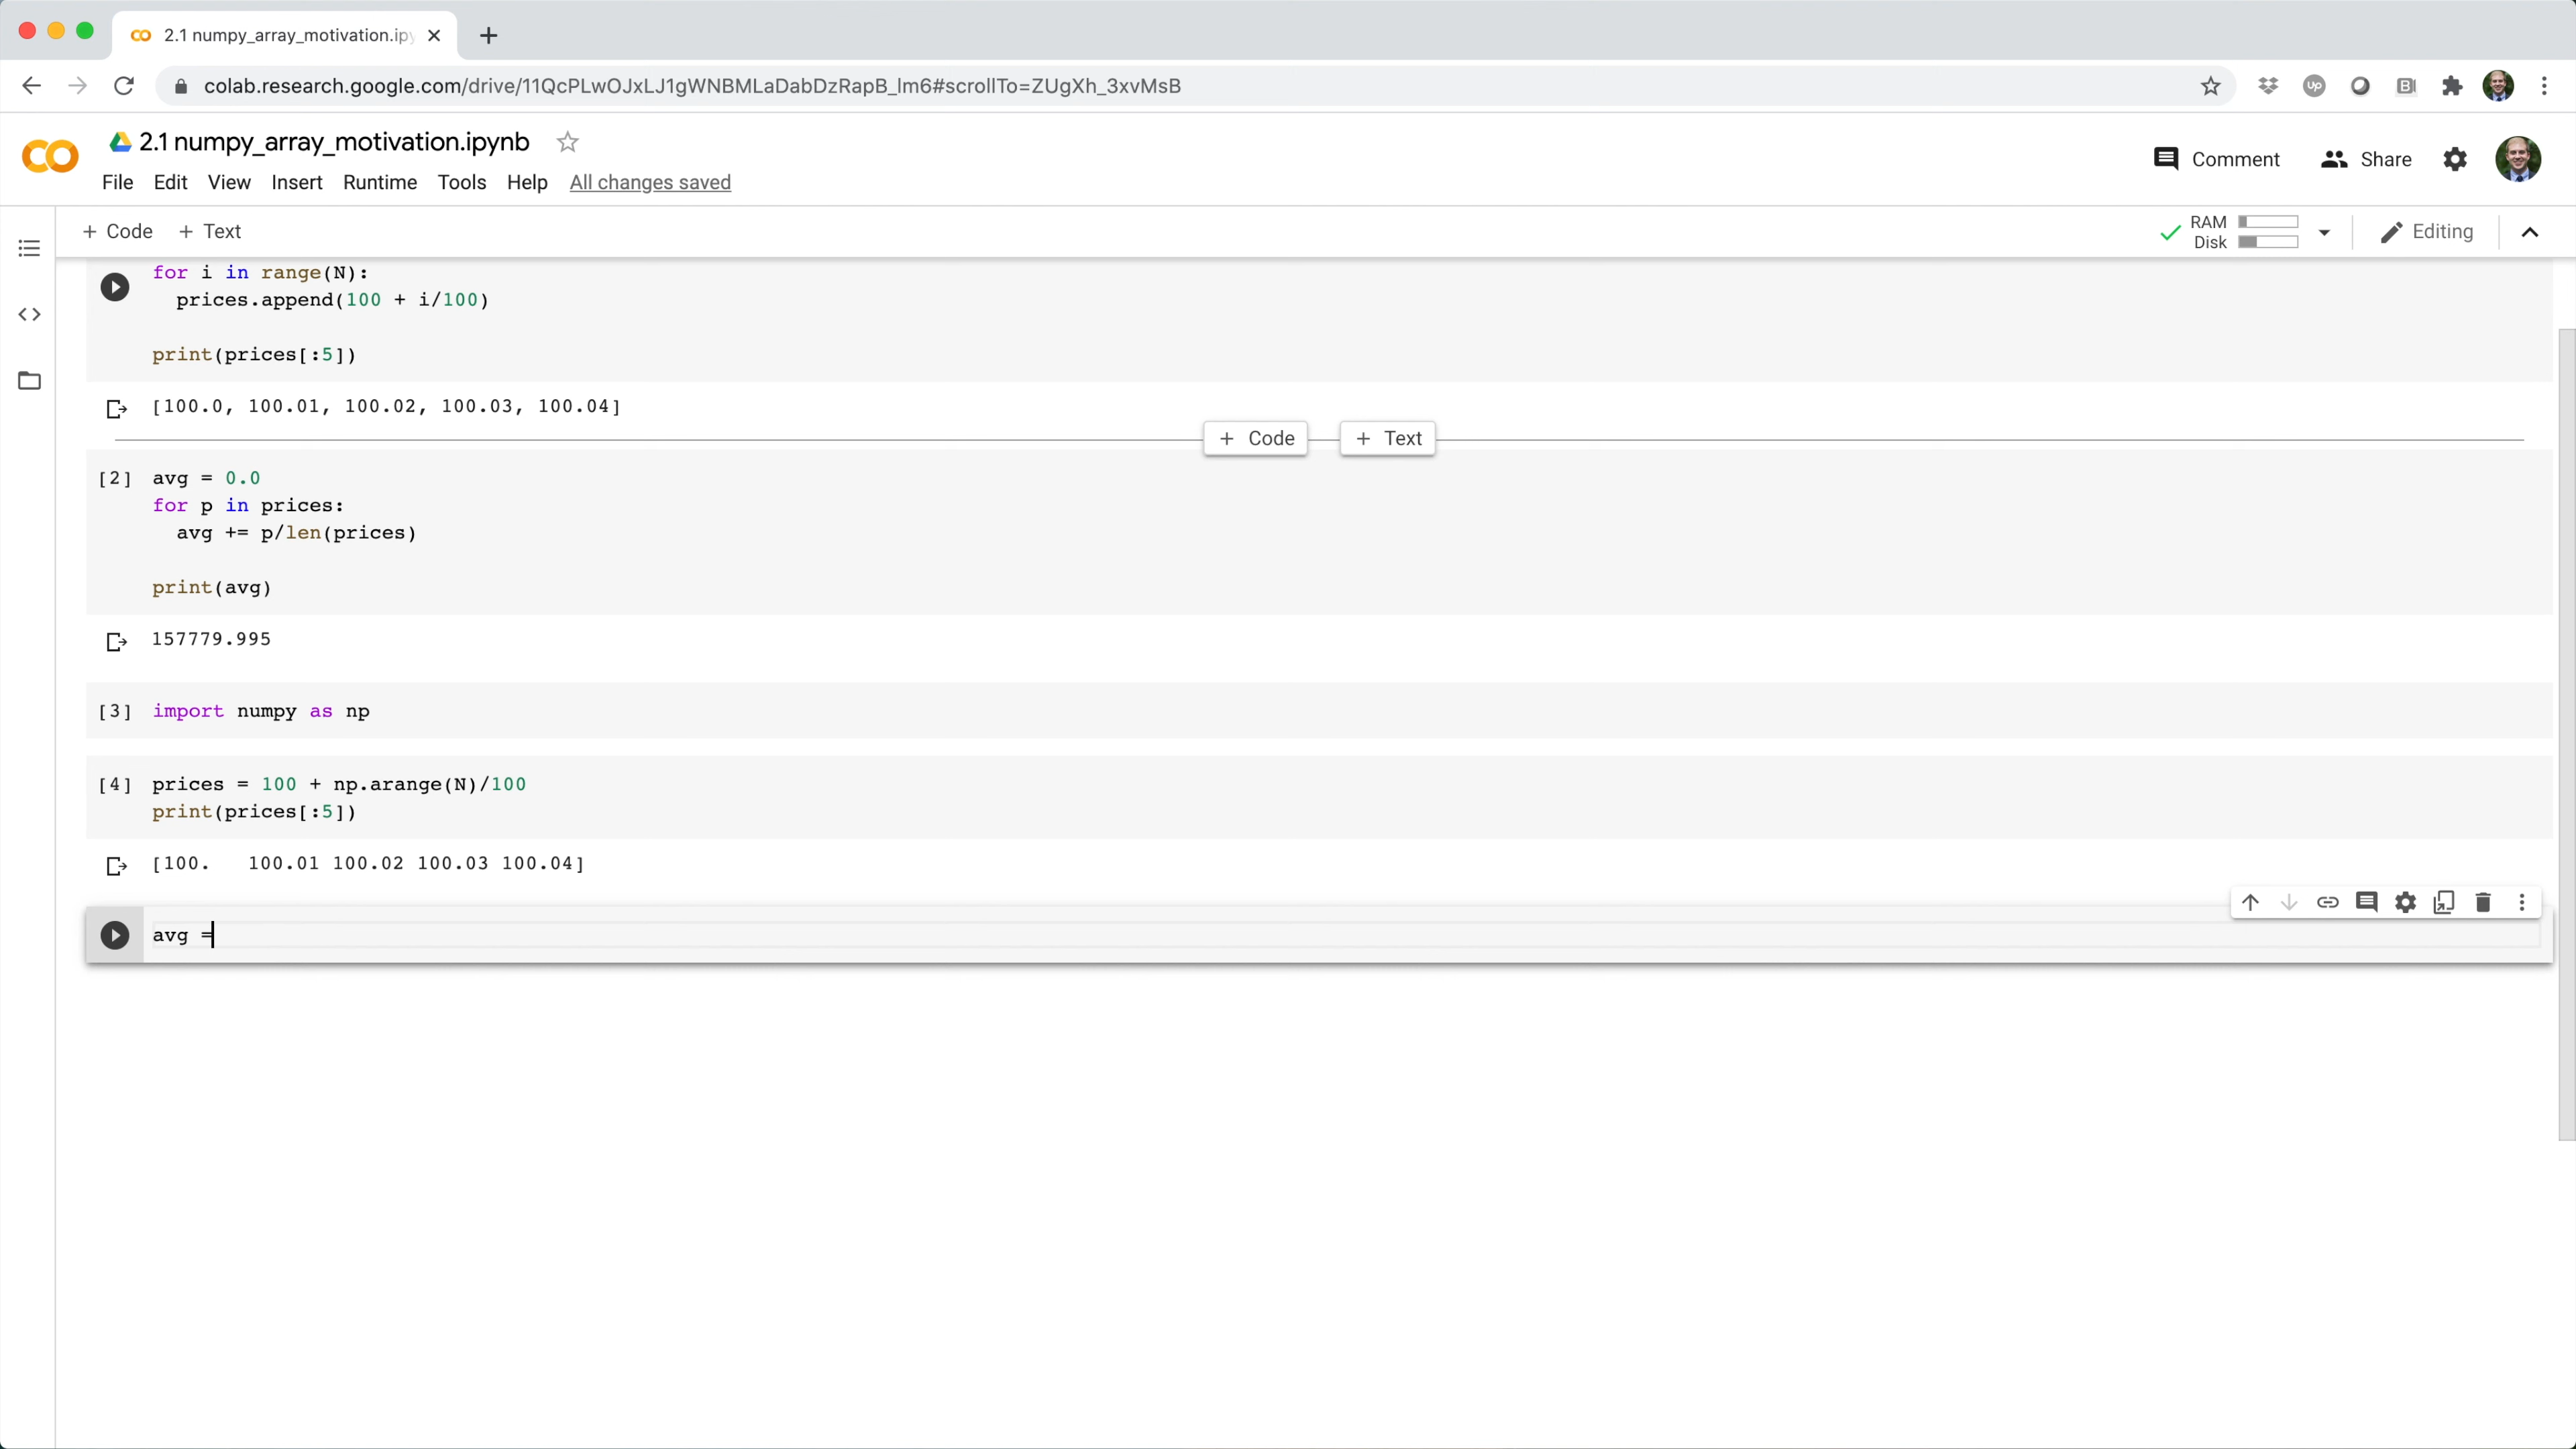 2.1 numpy_array_motivation.ipy
colab.research.google.com/drive/11QcPLwOJxLJ1gWNBMLaDabDzRapB_lm6#scrollTo=ZUgXh_3xvMsB
up
B
CO
2.1 numpy_array_motivation.ipynb
Comment Share
File Edit View Insert Runtime Tools Help All changes saved
+ Code + Text
RAM
Disk
Editing
for i in range(N):
  prices.append(100 + i/100)
print(prices[:5])
[100.0, 100.01, 100.02, 100.03, 100.04]
+ Code + Text
[2] avg = 0.0
for p in prices:
  avg += p/len(prices)
print(avg)
157779.995
[3] import numpy as np
[4] prices = 100 + np.arange(N)/100
print(prices[:5])
[100.   100.01 100.02 100.03 100.04]
avg =